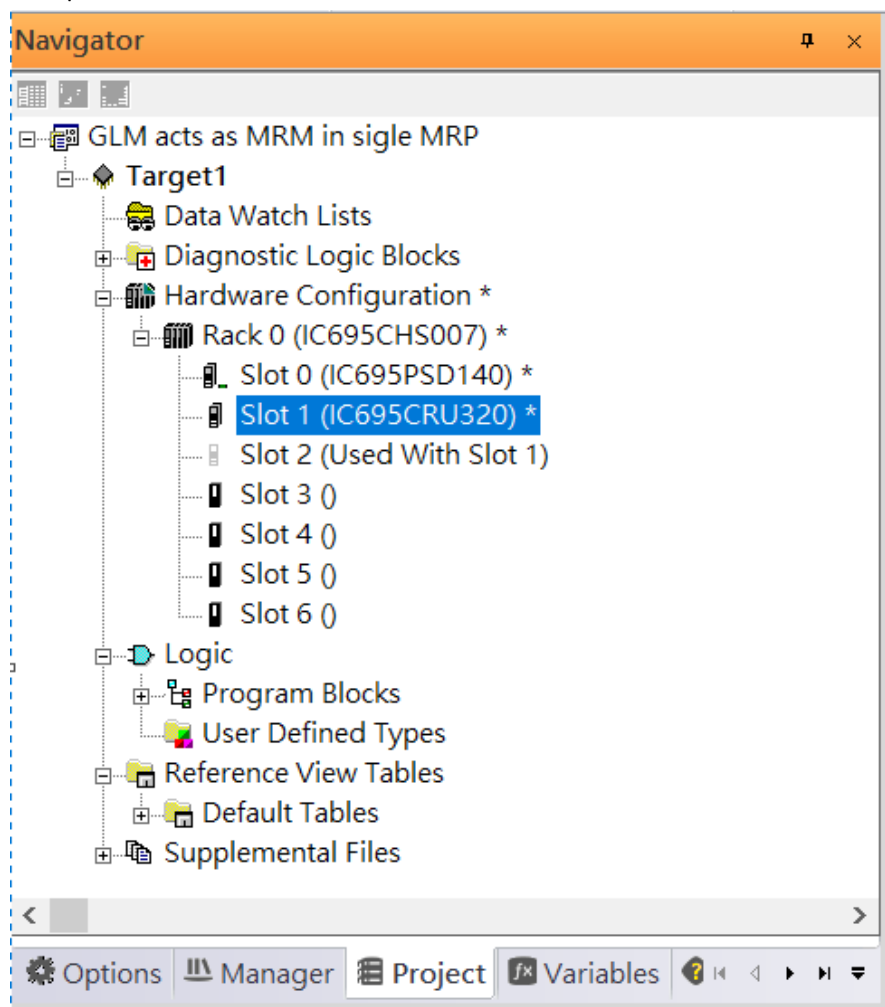 Navigator
GLM acts as MRM in sigle MRP
Target1
Data Watch Lists
Diagnostic Logic Blocks
Hardware Configuration *
Rack 0 (IC695CHS007) *
Slot 0 (IC695PSD140) *
Slot 1 (IC695CRU320) *
Slot 2 (Used With Slot 1)
Slot 3 ()
Slot 4 ()
Slot 5 ()
Slot 6 ()
Logic
Program Blocks
User Defined Types
Reference View Tables
Default Tables
Supplemental Files
Options Manager Project Variables